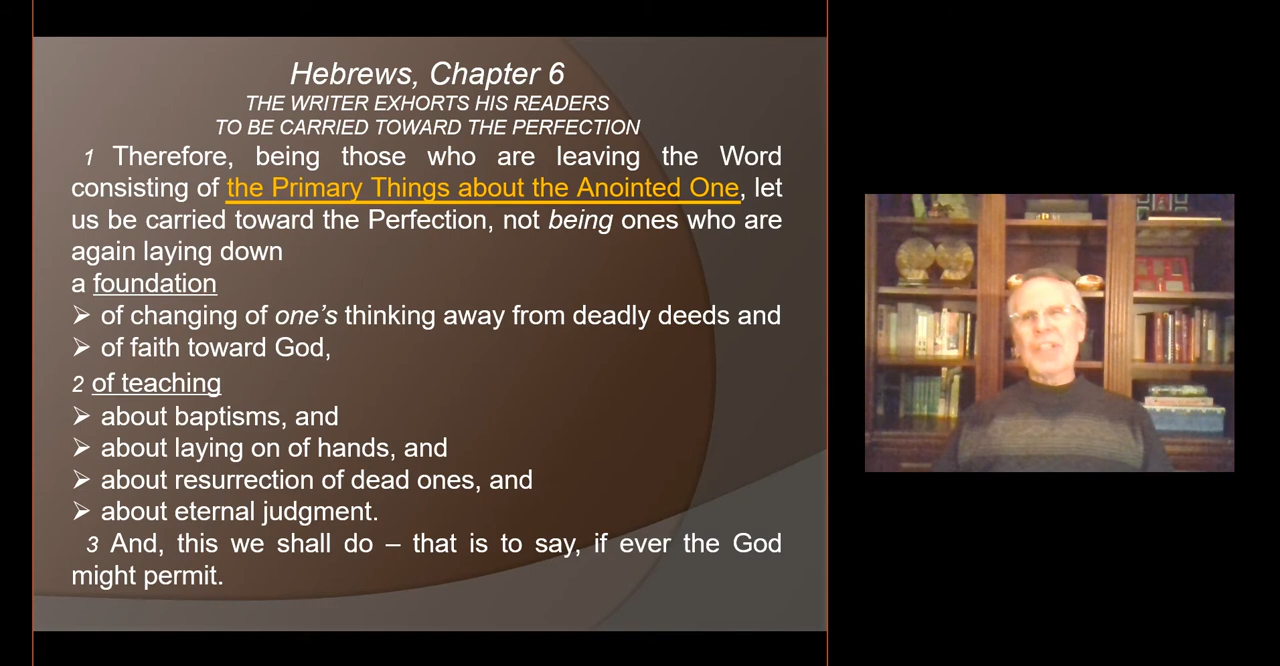 Hebrews, Chapter 6
THE WRITER EXHORTS HIS READERS
TO BE CARRIED TOWARD THE PERFECTION
1 Therefore, being those who are leaving the Word
consisting of the Primary Things about the Anointed One, let
us be carried toward the Perfection, not being ones who are
again laying down
a foundation
➢ of changing of one’s thinking away from deadly deeds and
➢ of faith toward God,
2 of teaching
➢ about baptisms, and
➢ about laying on of hands, and
➢ about resurrection of dead ones, and
➢ about eternal judgment.
3 And, this we shall do – that is to say, if ever the God
might permit.